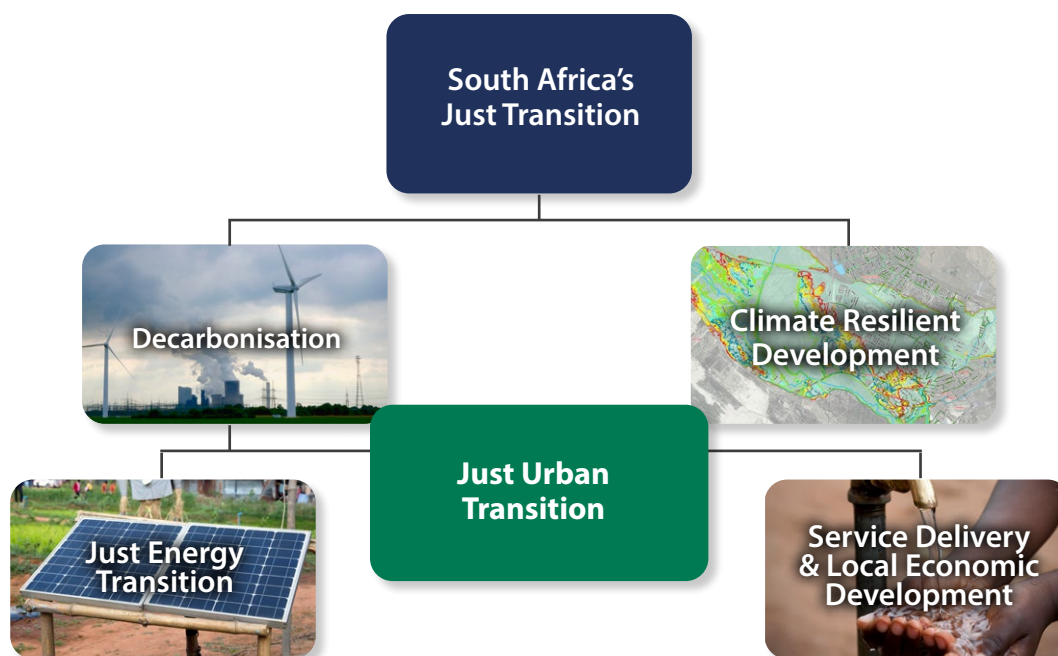 South Africa’s
Just Transition
Decarbonisation
Climate Resilient
Development
Just Urban
Transition
Just Energy
Transition
Service Delivery
& Local Economic
Development